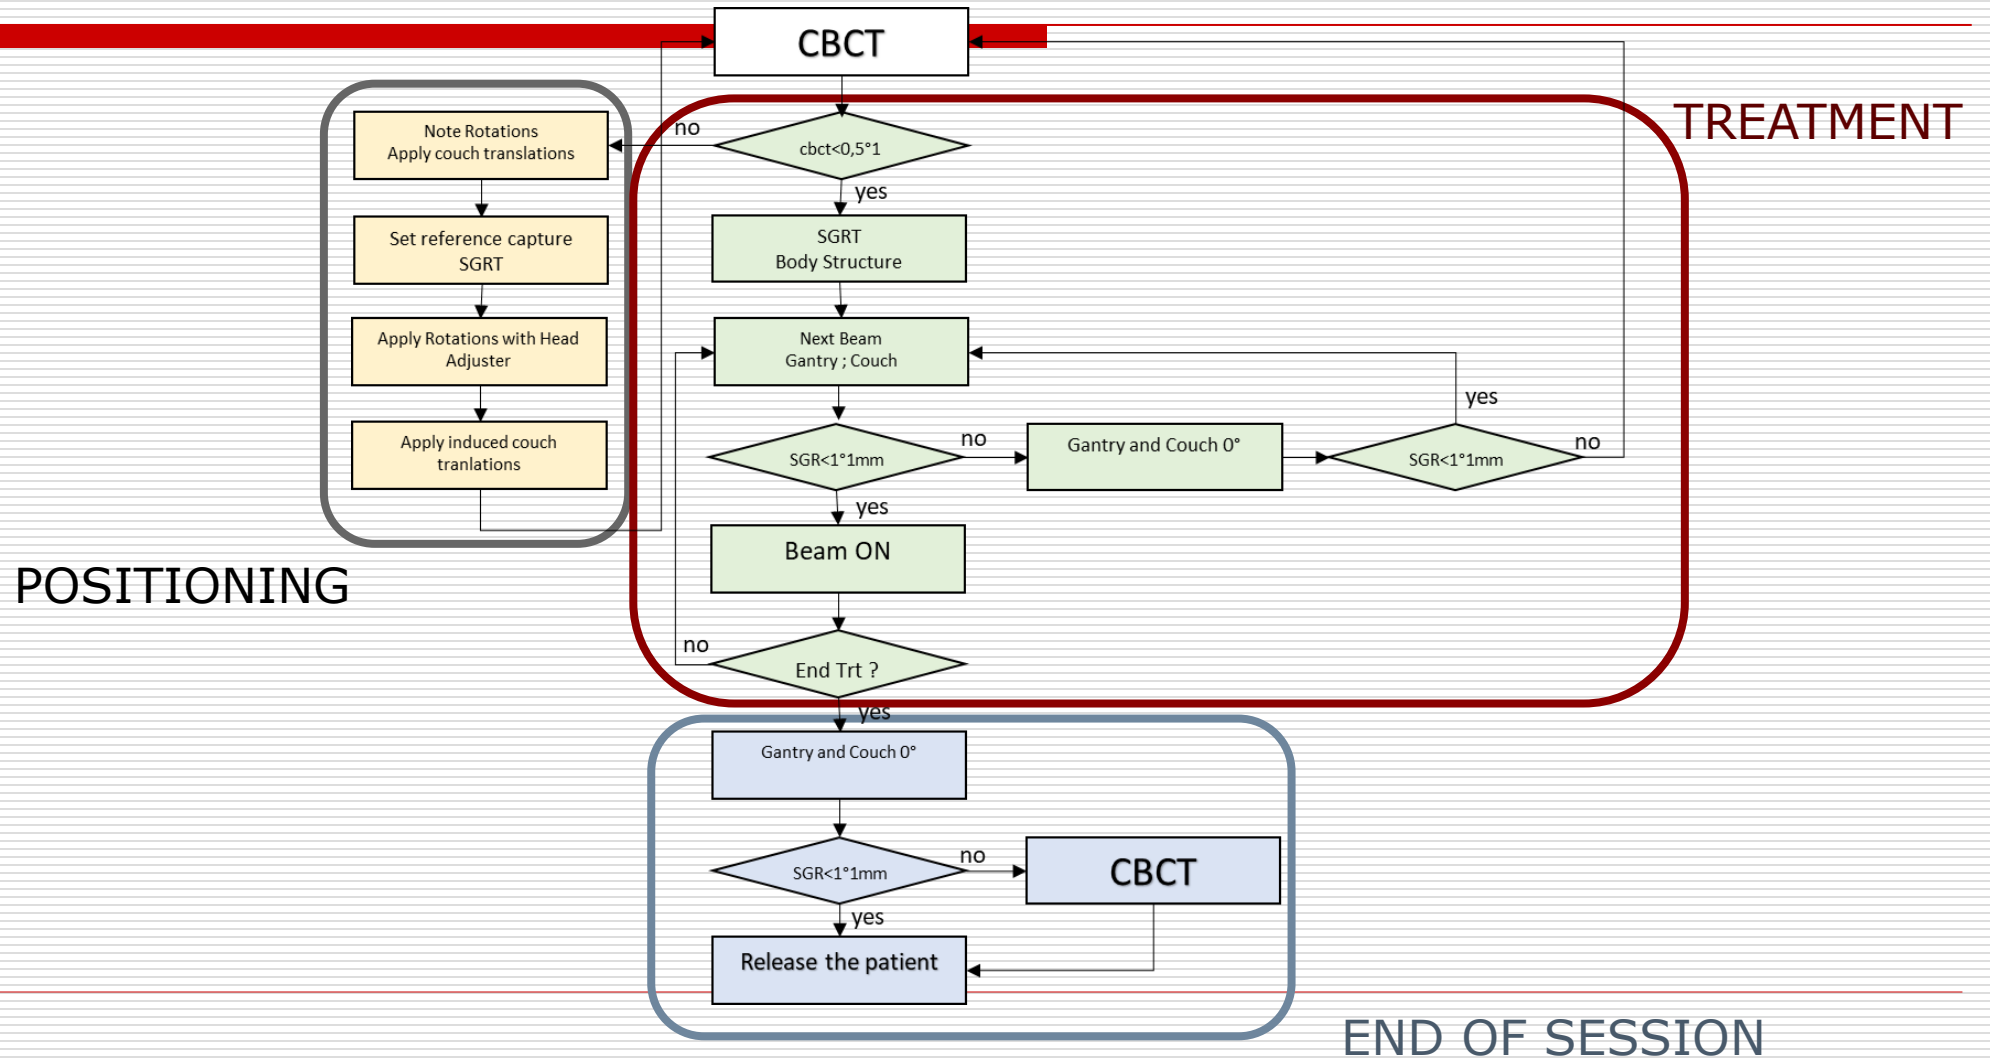 CBCT
TREATMENT
no
Note Rotations
Apply couch translations
cbct<0,5°1
yes
Set reference capture
SGRT
SGRT
Body Structure
Apply Rotations with Head
Adjuster
Next Beam
Gantry ; Couch
yes
Apply induced couch
tranlations
SGR<1°1mm
no
Gantry and Couch 0°
SGR<1°1mm
no
yes
Beam ON
POSITIONING
no
End Trt ?
yes
Gantry and Couch 0°
SGR<1°1mm
no
CBCT
yes
Release the patient
END OF SESSION